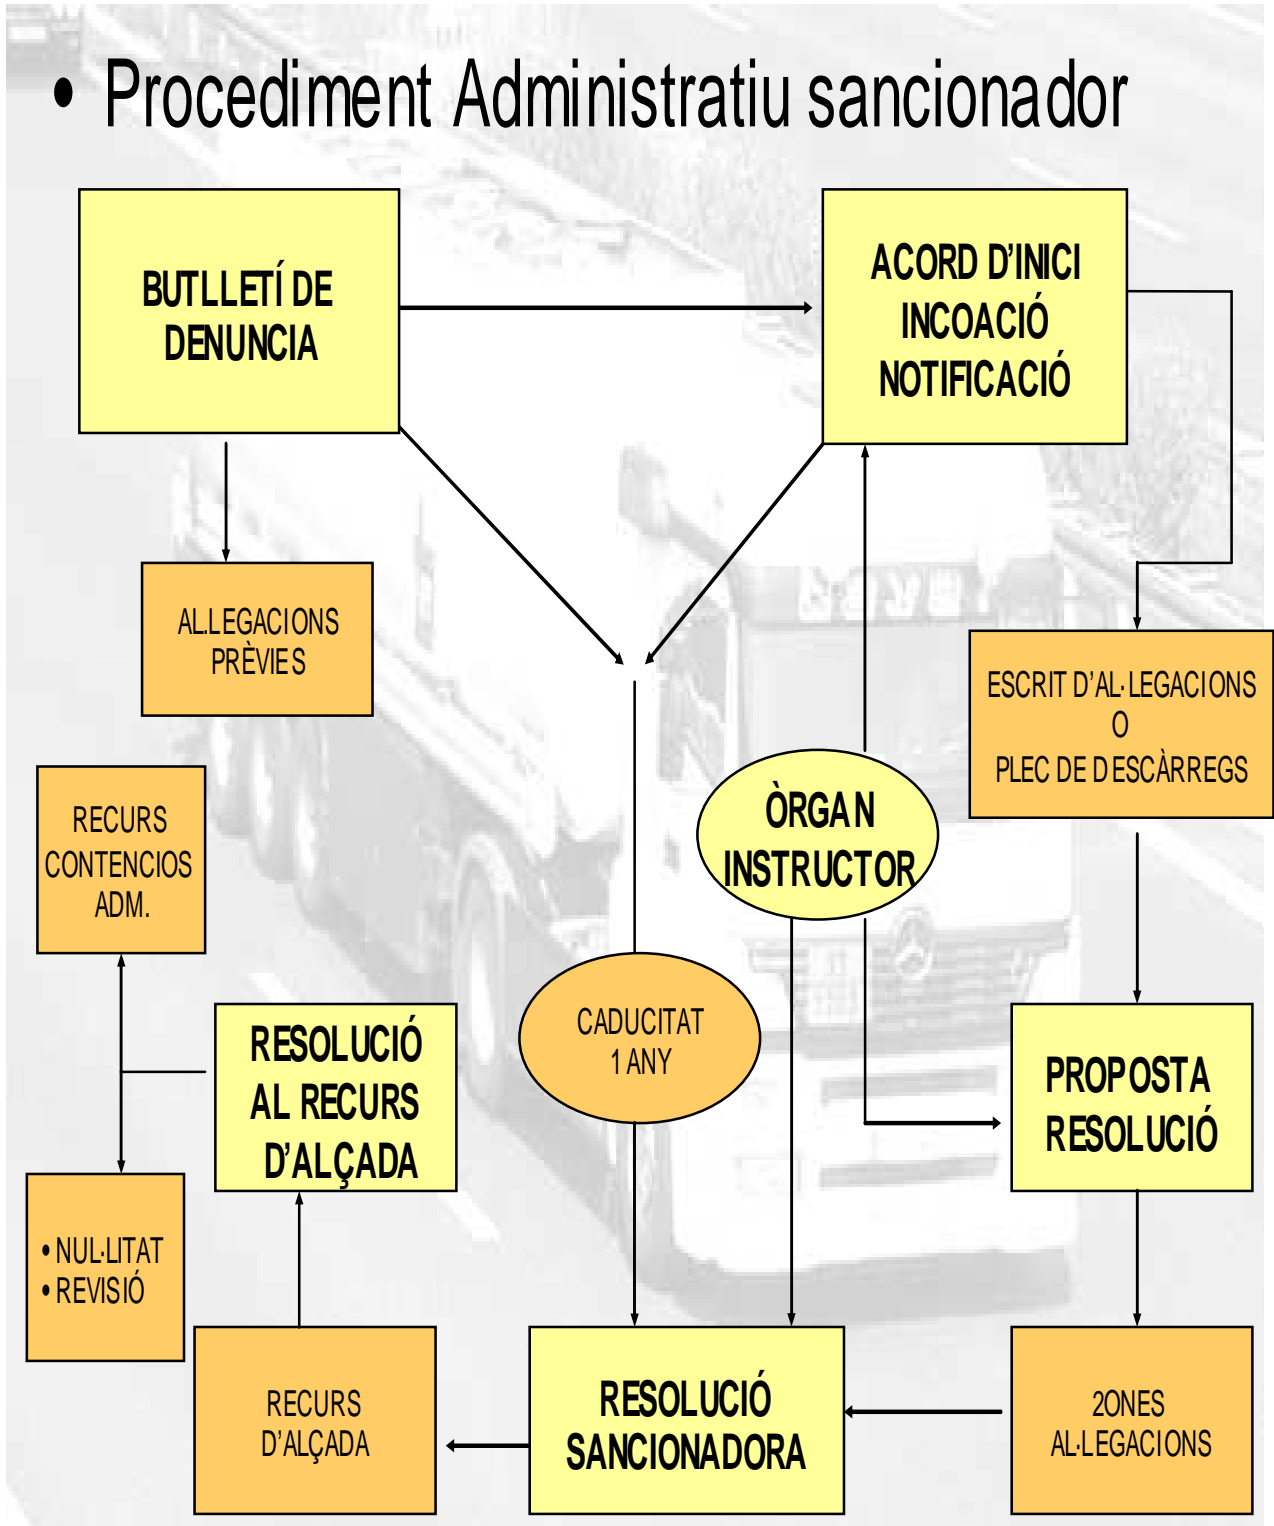 • Procediment Administratiu sancionador
BUTLLETÍ DE
DENUNCIA
ACORD D'INICI
INCOACIÓ
NOTIFICACIÓ
AL.LEGACIONS
PRÈVIES
ESCRIT D'AL·LEGACIONS
O
PLEC DE DESCÀRREGS
RECURS
CONTENCIOS
ADM.
ÒRGAN
INSTRUCTOR
CADUCITAT
1 ANY
RESOLUCIÓ
AL RECURS
D'ALÇADA
PROPOSTA
RESOLUCIÓ
• NUL·LITAT
• REVISIÓ
RECURS
D'ALÇADA
RESOLUCIÓ
SANCIONADORA
2ONES
AL·LEGACIONS